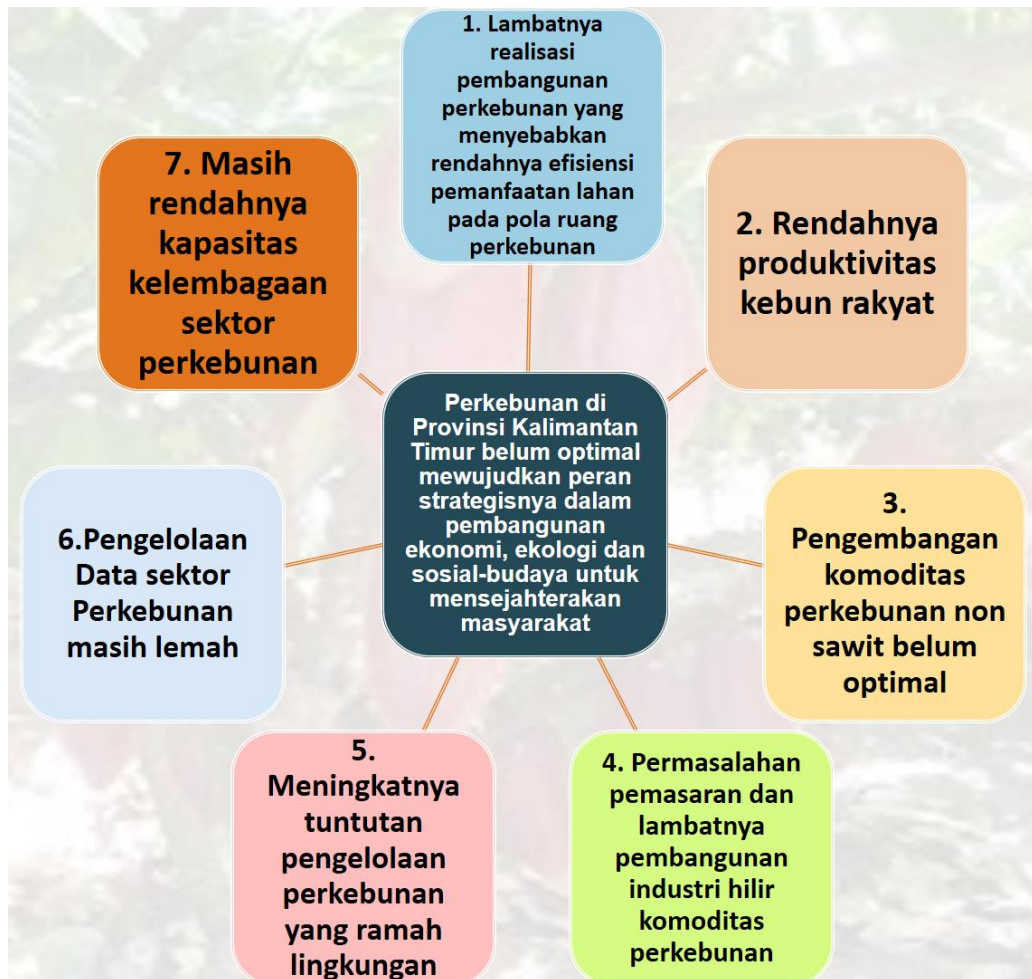 1. Lambatnya
realisasi
pembangunan
perkebunan yang
menyebabkan
rendahnya efisiensi
pemanfaatan lahan
pada pola ruang
perkebunan
2. Rendahnya
produktivitas
kebun rakyat
3.
Pengembangan
komoditas
perkebunan non
sawit belum
optimal
4. Permasalahan
pemasaran dan
lambatnya
pembangunan
industri hilir
komoditas
perkebunan
5.
Meningkatnya
tuntutan
pengelolaan
perkebunan
yang ramah
lingkungan
6.Pengelolaan
Data sektor
Perkebunan
masih lemah
7. Masih
rendahnya
kapasitas
kelembagaan
sektor
perkebunan
Perkebunan di
Provinsi Kalimantan
Timur belum optimal
mewujudkan peran
strategisnya dalam
pembangunan
ekonomi, ekologi dan
sosial-budaya untuk
mensejahterakan
masyarakat